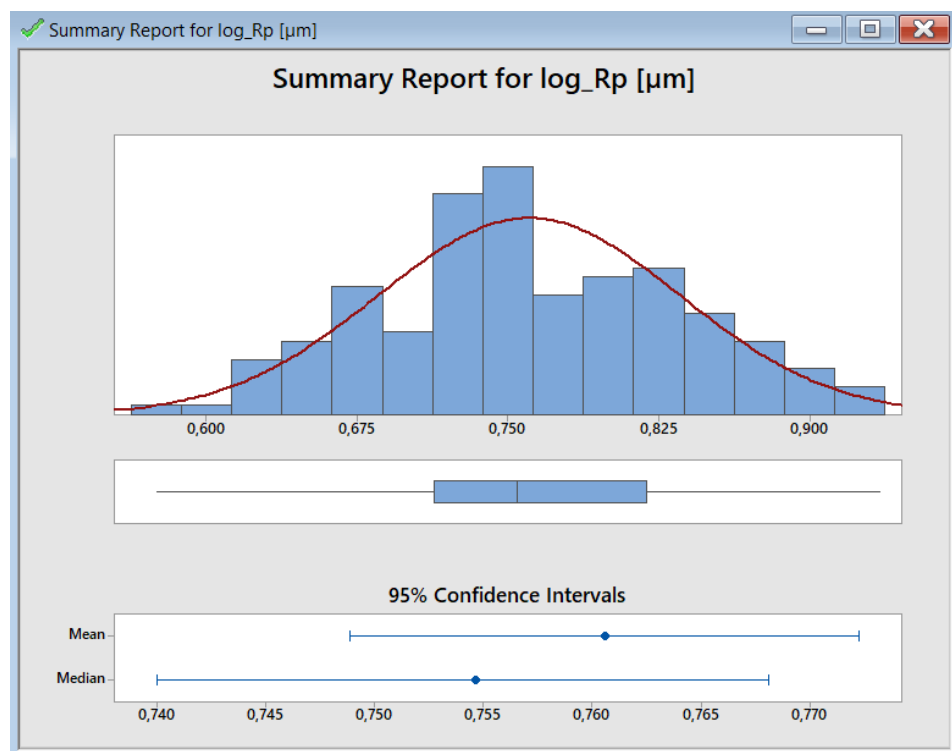 Summary Report for log_Rp [µm]
Summary Report for log_Rp [µm]
0,600 0,675 0,750 0,825 0,900
95% Confidence Intervals
Mean
Median
0,740 0,745 0,750 0,755 0,760 0,765 0,770